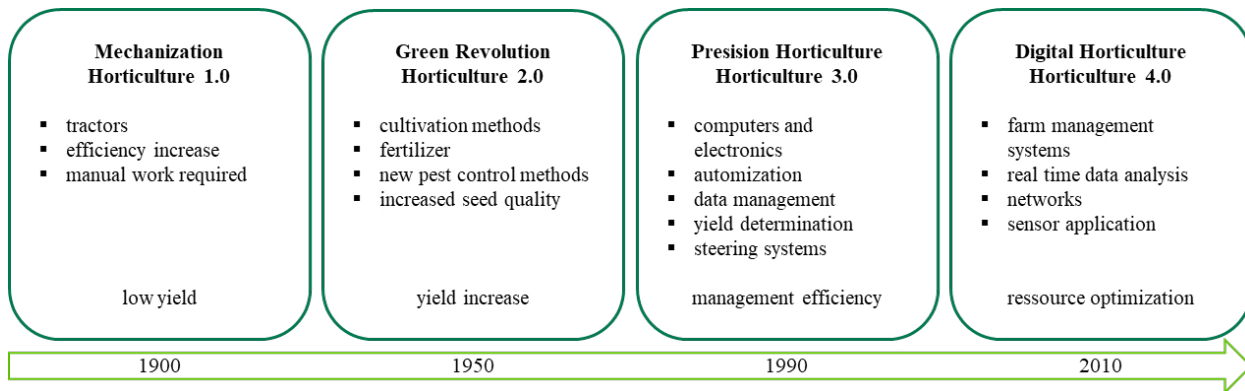 Mechanization
Horticulture 1.0
▪ tractors
▪ efficiency increase
▪ manual work required
low yield
Green Revolution
Horticulture 2.0
▪ cultivation methods
▪ fertilizer
▪ new pest control methods
▪ increased seed quality
yield increase
Presision Horticulture
Horticulture 3.0
▪ computers and
electronics
▪ automization
▪ data management
▪ yield determination
▪ steering systems
management efficiency
Digital Horticulture
Horticulture 4.0
▪ farm management
systems
▪ real time data analysis
▪ networks
▪ sensor application
ressource optimization
1900
1950
1990
2010